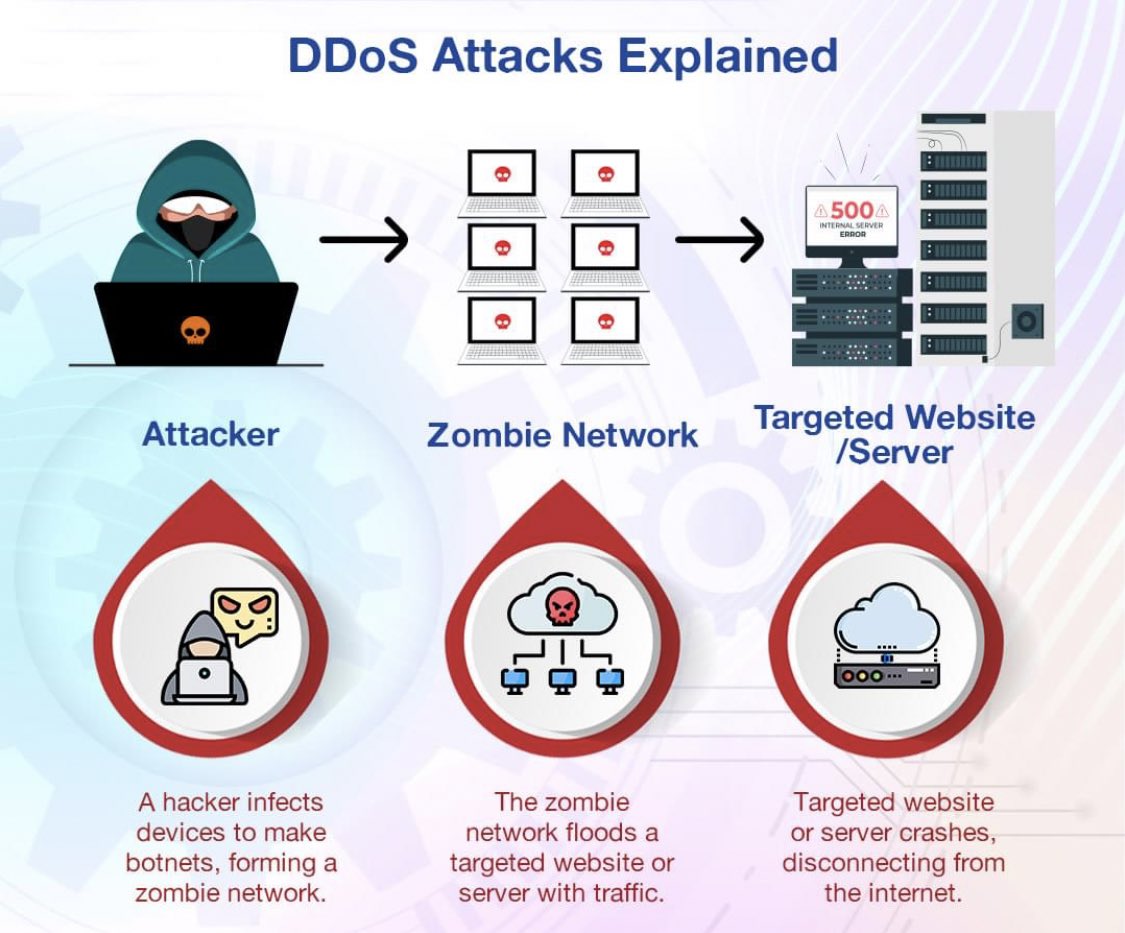 DDoS Attacks Explained
500
INTERNAL SERVER
ERROR
Attacker
Zombie Network
Targeted Website
/Server
A hacker infects
devices to make
botnets, forming a
zombie network.
The zombie
network floods a
targeted website or
server with traffic.
Targeted website
or server crashes,
disconnecting from
the internet.